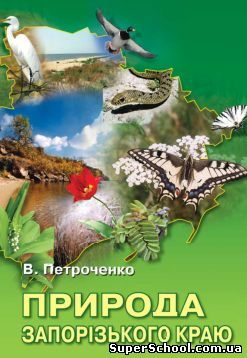 В. Петроченко
ПРИРОДА
ЗАПОРІЗЬКОГО КРАЮ
SuperSchool.com.ua